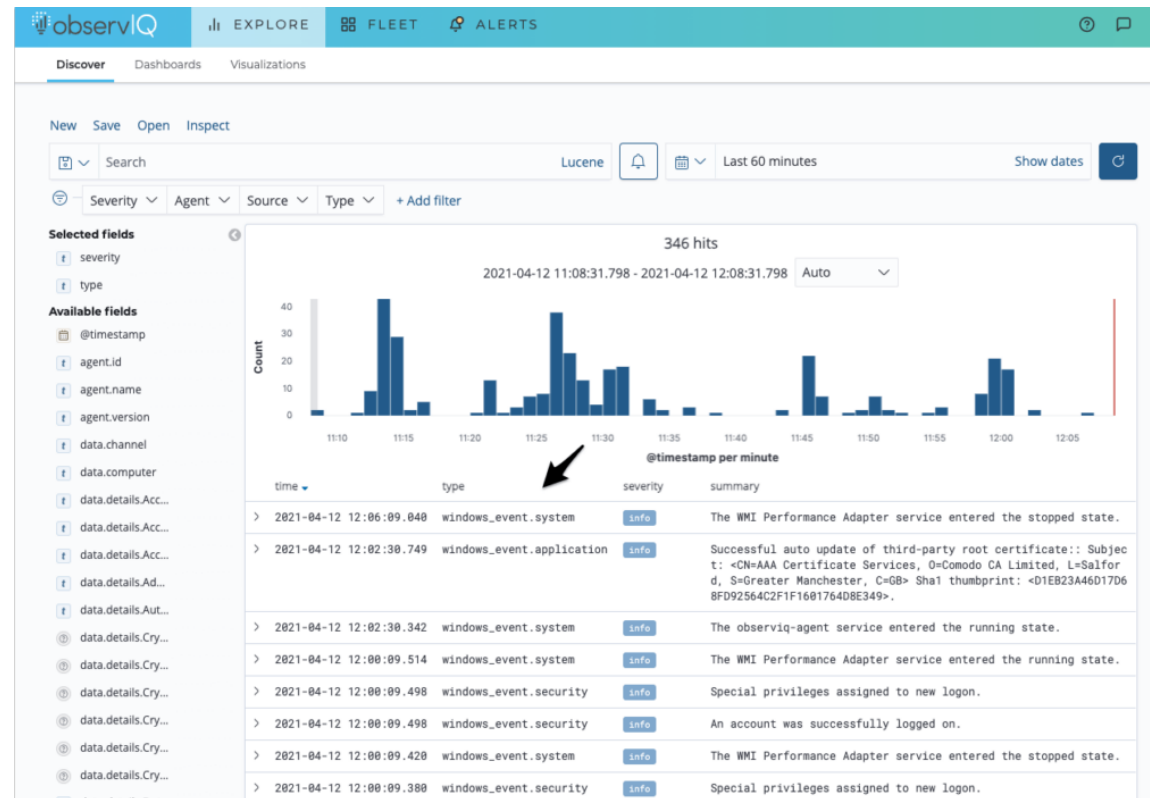 observIQ EXPLORE FLEET ALERTS
Discover Dashboards Visualizations
New Save Open Inspect
Search Lucene Last 60 minutes Show dates
Severity Agent Source Type + Add filter
Selected fields
t severity
t type
Available fields
@timestamp
t agent.id
t agent.name
t agent.version
t data.channel
t data.computer
t data.details.Acc...
t data.details.Acc...
t data.details.Acc...
t data.details.Ad...
t data.details.Aut...
data.details.Cry...
data.details.Cry...
data.details.Cry...
data.details.Cry...
data.details.Cry...
data.details.Cry...
346 hits
2021-04-12 11:08:31.798 - 2021-04-12 12:08:31.798 Auto
Count
40
30
20
10
0
11:10 11:15 11:20 11:25 11:30 11:35 11:40 11:45 11:50 11:55 12:00 12:05
@timestamp per minute
time type severity summary
2021-04-12 12:06:09.040 windows_event.system info The WMI Performance Adapter service entered the stopped state.
2021-04-12 12:02:30.749 windows_event.application info Successful auto update of third-party root certificate:: Subjec
t: <CN=AAA Certificate Services, O=Comodo CA Limited, L=Salfor
d, S=Greater Manchester, C=GB> Sha1 thumbprint: <D1EB23A46D17D6
8FD92564C2F1F1601764D8E349>.
2021-04-12 12:02:30.342 windows_event.system info The observiq-agent service entered the running state.
2021-04-12 12:00:09.514 windows_event.system info The WMI Performance Adapter service entered the running state.
2021-04-12 12:00:09.498 windows_event.security info Special privileges assigned to new logon.
2021-04-12 12:00:09.498 windows_event.security info An account was successfully logged on.
2021-04-12 12:00:09.420 windows_event.system info The WMI Performance Adapter service entered the stopped state.
2021-04-12 12:00:09.380 windows_event.security info Special privileges assigned to new logon.